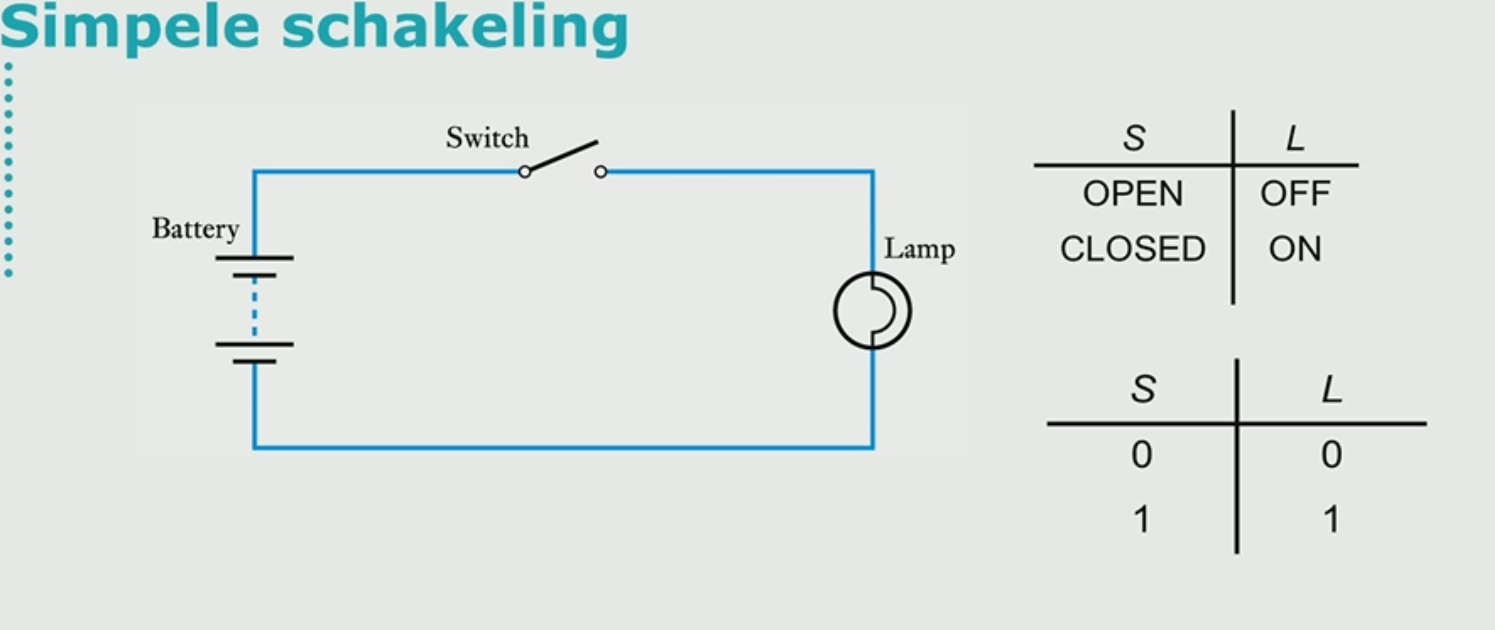 Simpele schakeling
Switch
Battery
Lamp
S L
OPEN OFF
CLOSED ON
S L
0 0
1 1